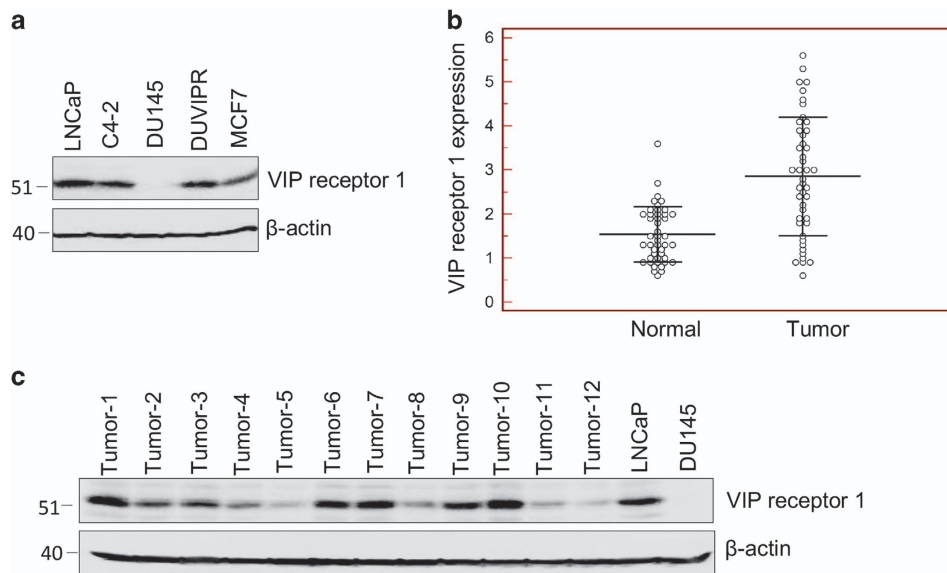 a
LNCaP
C4-2
DU145
DUVIPR
MCF7
51
VIP receptor 1
40
β-actin
b
VIP receptor 1 expression
6
5
4
3
2
1
0
Normal
Tumor
c
Tumor-1
Tumor-2
Tumor-3
Tumor-4
Tumor-5
Tumor-6
Tumor-7
Tumor-8
Tumor-9
Tumor-10
Tumor-11
Tumor-12
LNCaP
DU145
51
VIP receptor 1
40
β-actin